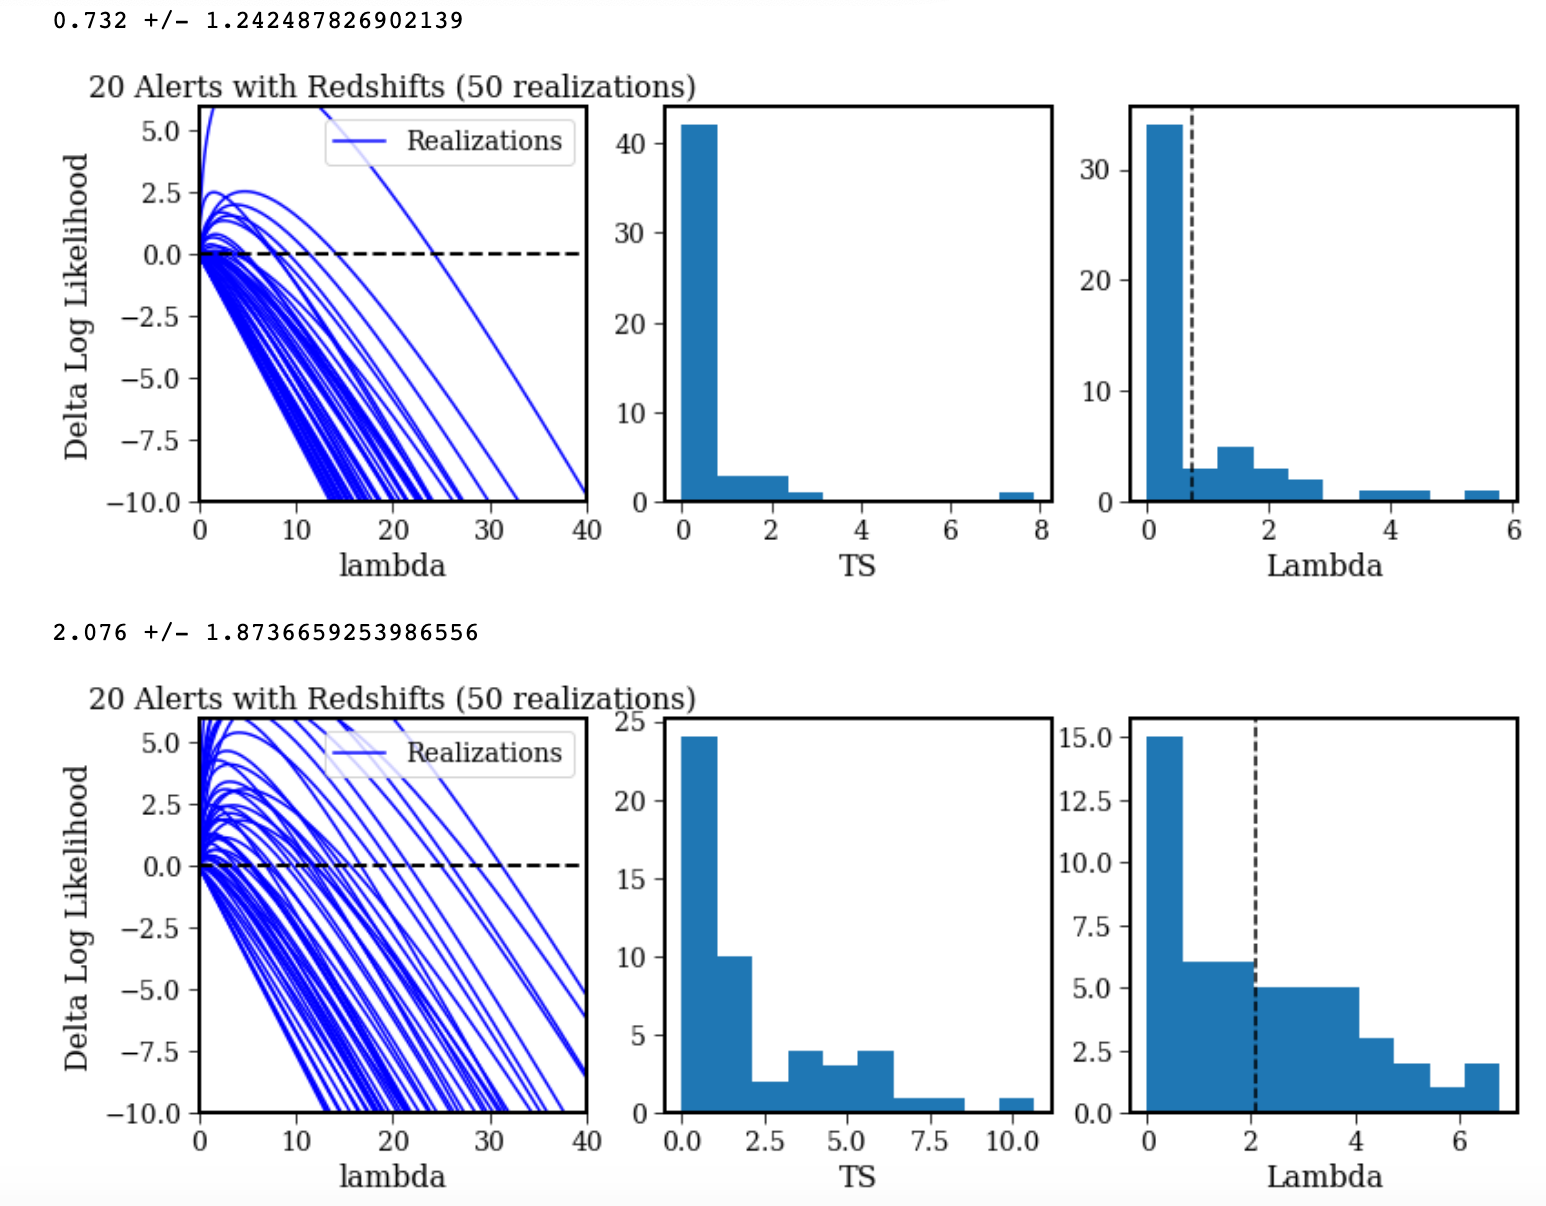 0.732 +/- 1.242487826902139
20 Alerts with Redshifts (50 realizations)
Delta Log Likelihood
5.0
2.5
0.0
−2.5
−5.0
−7.5
−10.0
Realizations
0 10 20 30 40
lambda
40
30
20
10
0
0 2 4 6 8
TS
30
20
10
0
0 2 4 6
Lambda
2.076 +/- 1.8736659253986556
20 Alerts with Redshifts (50 realizations)
Delta Log Likelihood
5.0
2.5
0.0
−2.5
−5.0
−7.5
−10.0
Realizations
0 10 20 30 40
lambda
25
20
15
10
5
0
0.0 2.5 5.0 7.5 10.0
TS
15.0
12.5
10.0
7.5
5.0
2.5
0.0
0 2 4 6
Lambda